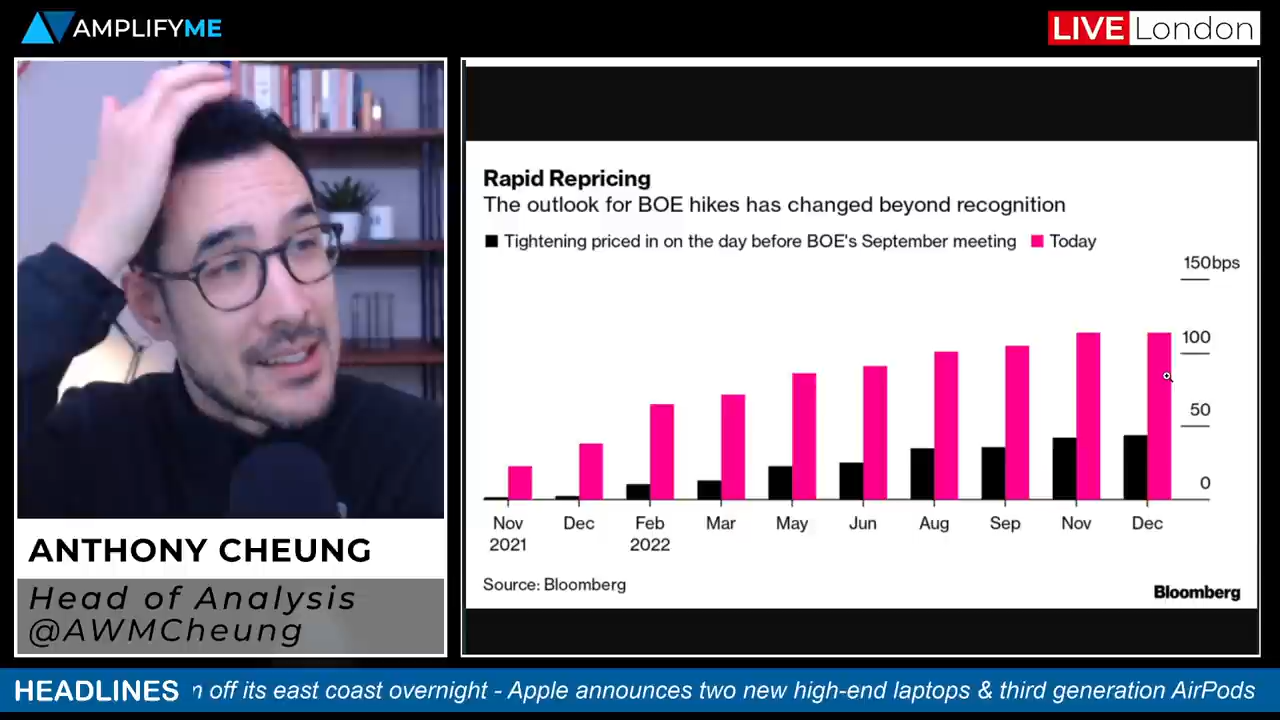 AMPLIFYME
LIVE London
Rapid Repricing
The outlook for BOE hikes has changed beyond recognition
Tightening priced in on the day before BOE's September meeting Today
150bps
100
50
0
Nov Dec Feb Mar May Jun Aug Sep Nov Dec
2021 2022
Source: Bloomberg
Bloomberg
ANTHONY CHEUNG
Head of Analysis
@AWMCheung
HEADLINES n off its east coast overnight - Apple announces two new high-end laptops & third generation AirPods